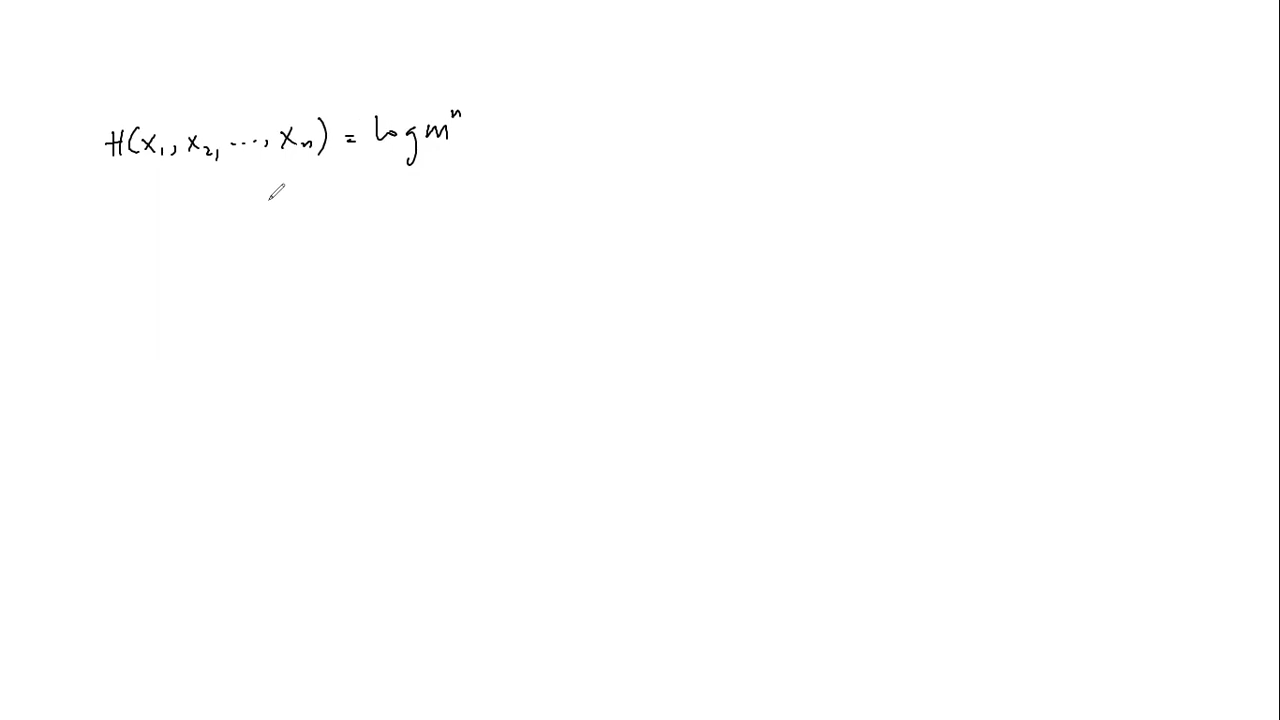 H(x₁, x₂, ..., xₙ) = log mⁿ